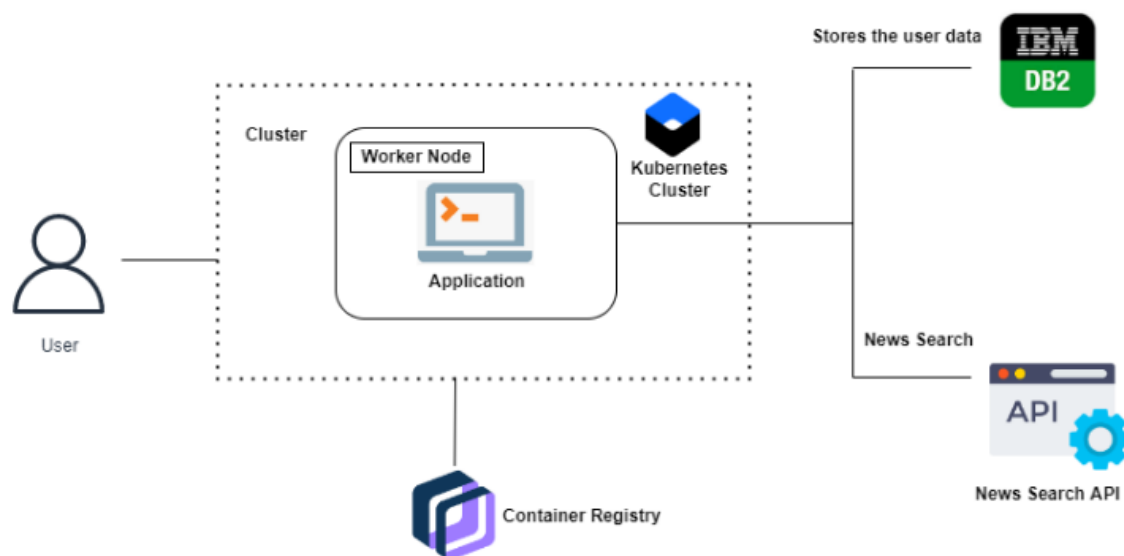 Stores the user data
IBM
DB2
Cluster
Worker Node
Kubernetes
Cluster
Application
User
News Search
API
News Search API
Container Registry